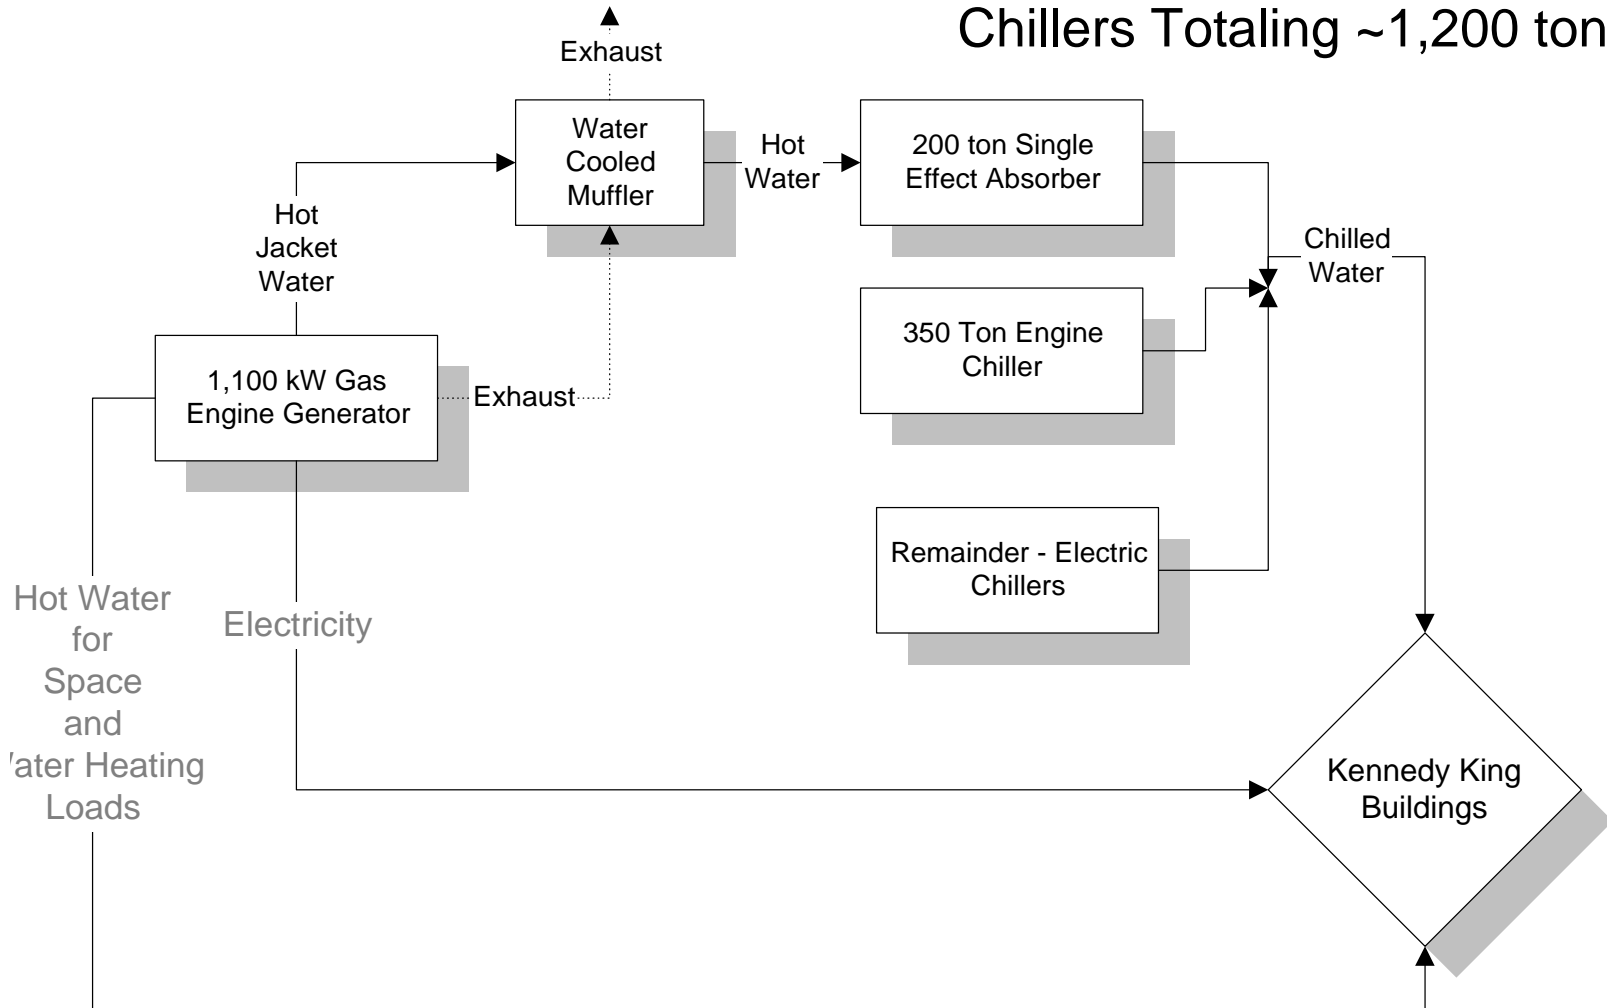 Chillers Totaling ~1,200 ton
Exhaust
Water
Cooled
Muffler
Hot
Water
200 ton Single
Effect Absorber
Hot
Jacket
Water
Chilled
Water
350 Ton Engine
Chiller
1,100 kW Gas
Engine Generator
Exhaust
Remainder - Electric
Chillers
Hot Water
for
Space
and
ater Heating
Loads
Electricity
Kennedy King
Buildings